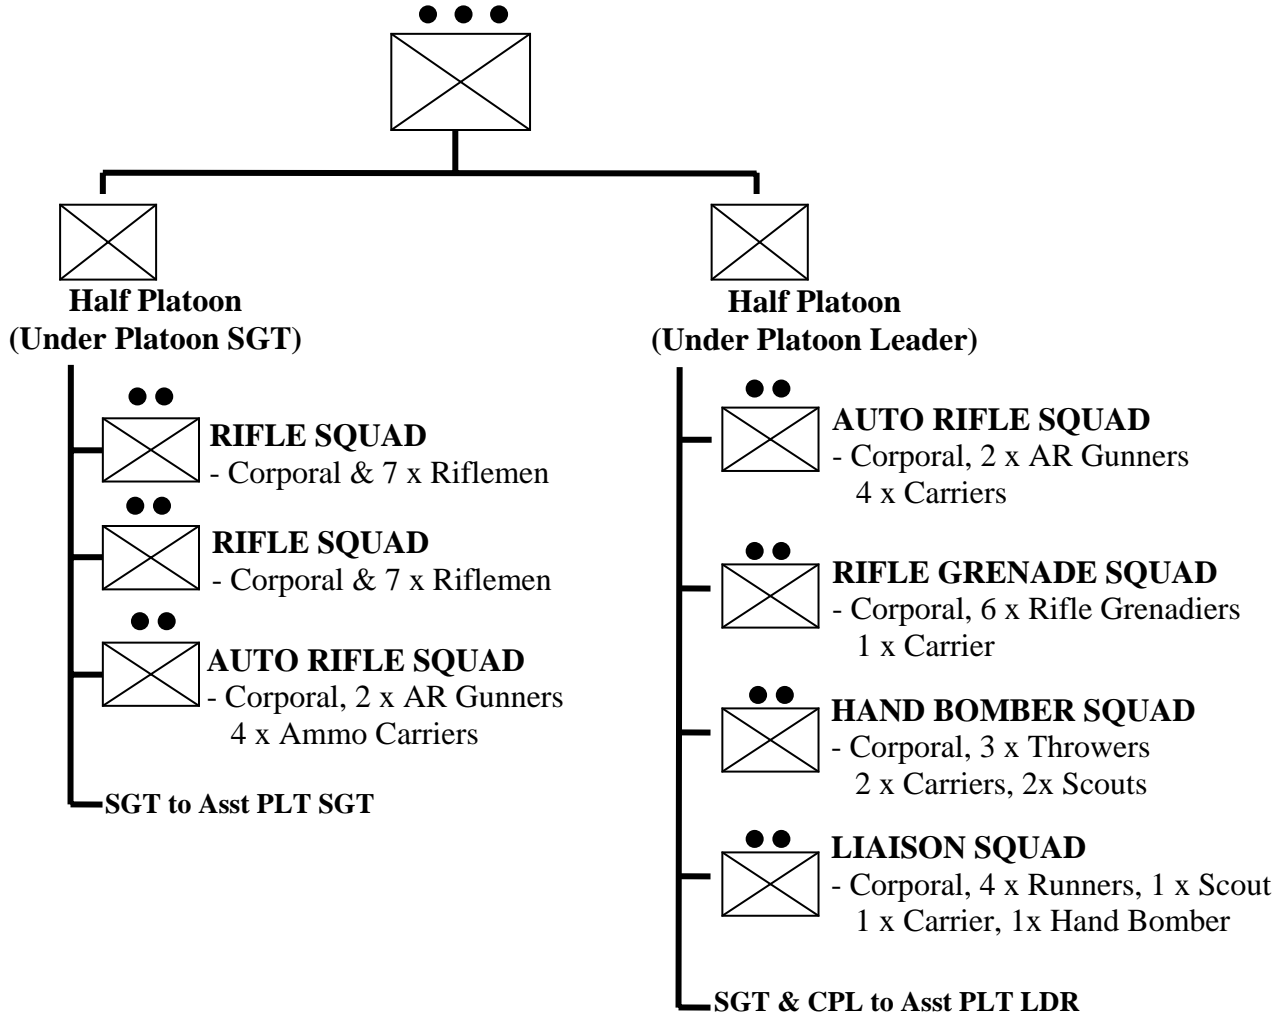 Half Platoon
(Under Platoon SGT)
RIFLE SQUAD
- Corporal & 7 x Riflemen
RIFLE SQUAD
- Corporal & 7 x Riflemen
AUTO RIFLE SQUAD
- Corporal, 2 x AR Gunners
4 x Ammo Carriers
SGT to Asst PLT SGT
Half Platoon
(Under Platoon Leader)
AUTO RIFLE SQUAD
- Corporal, 2 x AR Gunners
4 x Carriers
RIFLE GRENADE SQUAD
- Corporal, 6 x Rifle Grenadiers
1 x Carrier
HAND BOMBER SQUAD
- Corporal, 3 x Throwers
2 x Carriers, 2x Scouts
LIAISON SQUAD
- Corporal, 4 x Runners, 1 x Scout
1 x Carrier, 1x Hand Bomber
SGT & CPL to Asst PLT LDR